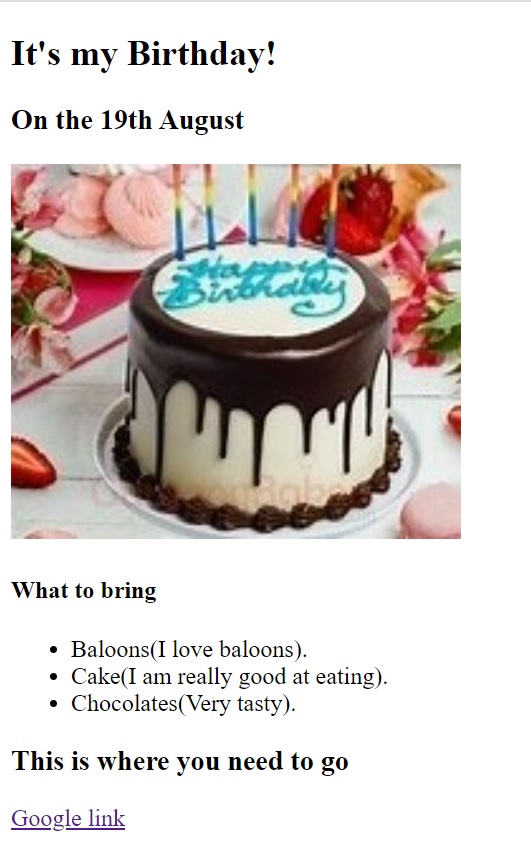 It's my Birthday!
On the 19th August
Happy
Birthday
What to bring
Baloons(I love baloons).
Cake(I am really good at eating).
Chocolates(Very tasty).
This is where you need to go
Google link